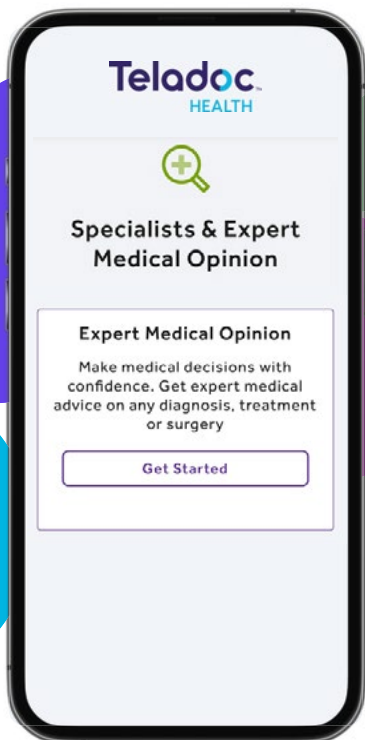 Teladoc™
HEALTH
Specialists & Expert
Medical Opinion
Expert Medical Opinion
Make medical decisions with
confidence. Get expert medical
advice on any diagnosis, treatment
or surgery
Get Started